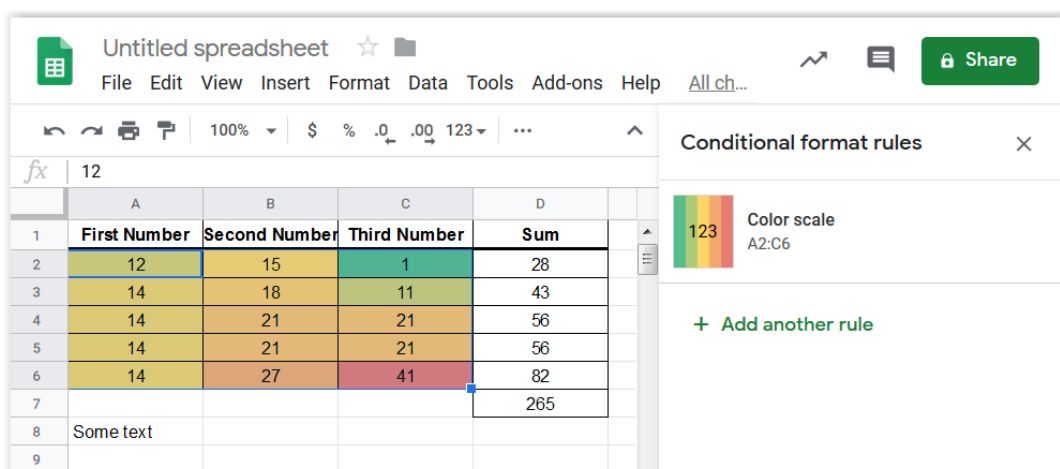 Untitled spreadsheet
File Edit View Insert Format Data Tools Add-ons Help All ch…
Share
100% $ % .0 .00 123 ...
Conditional format rules
fx 12
A B C D
1 First Number Second Number Third Number Sum
2 12 15 1 28
3 14 18 11 43
4 14 21 21 56
5 14 21 21 56
6 14 27 41 82
7 265
8 Some text
9
123 Color scale
A2:C6
+ Add another rule